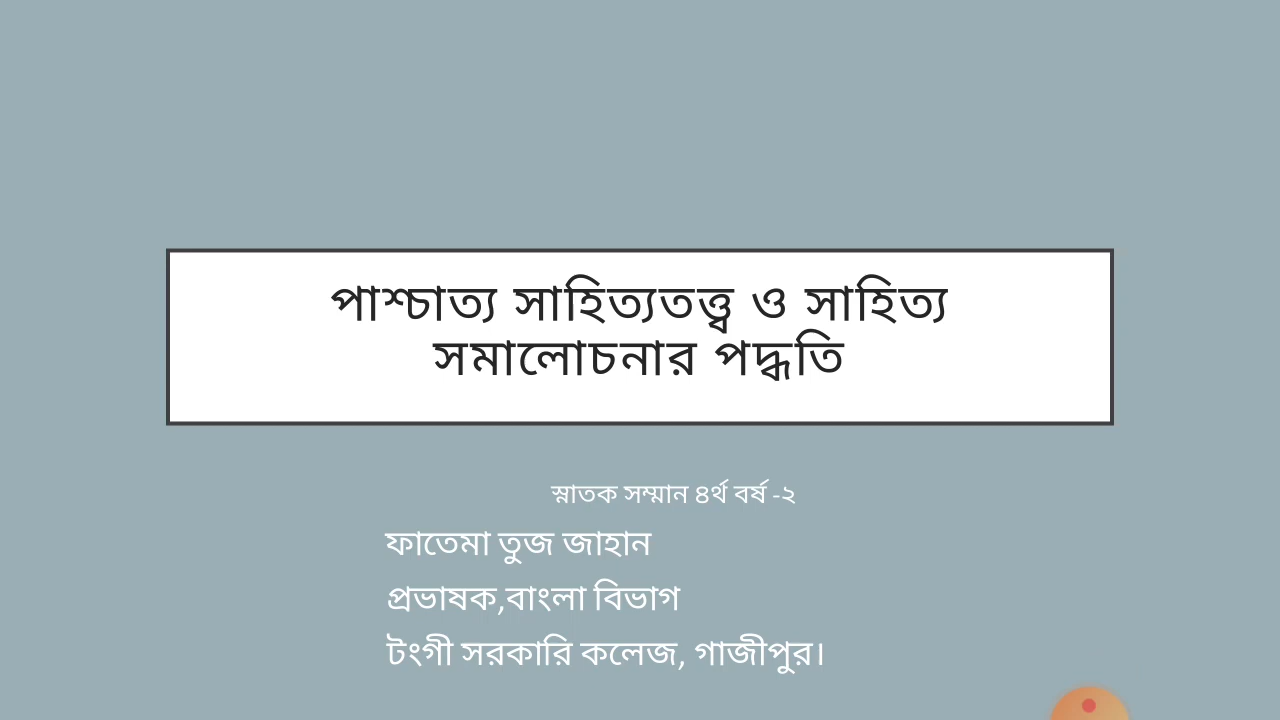 পাশ্চাত্য সাহিত্যতত্ত্ব ও সাহিত্য
সমালোচনার পদ্ধতি
স্নাতক সম্মান ৪র্থ বর্ষ -২
ফাতেমা তুজ জাহান
প্রভাষক,বাংলা বিভাগ
টংগী সরকারি কলেজ, গাজীপুর।